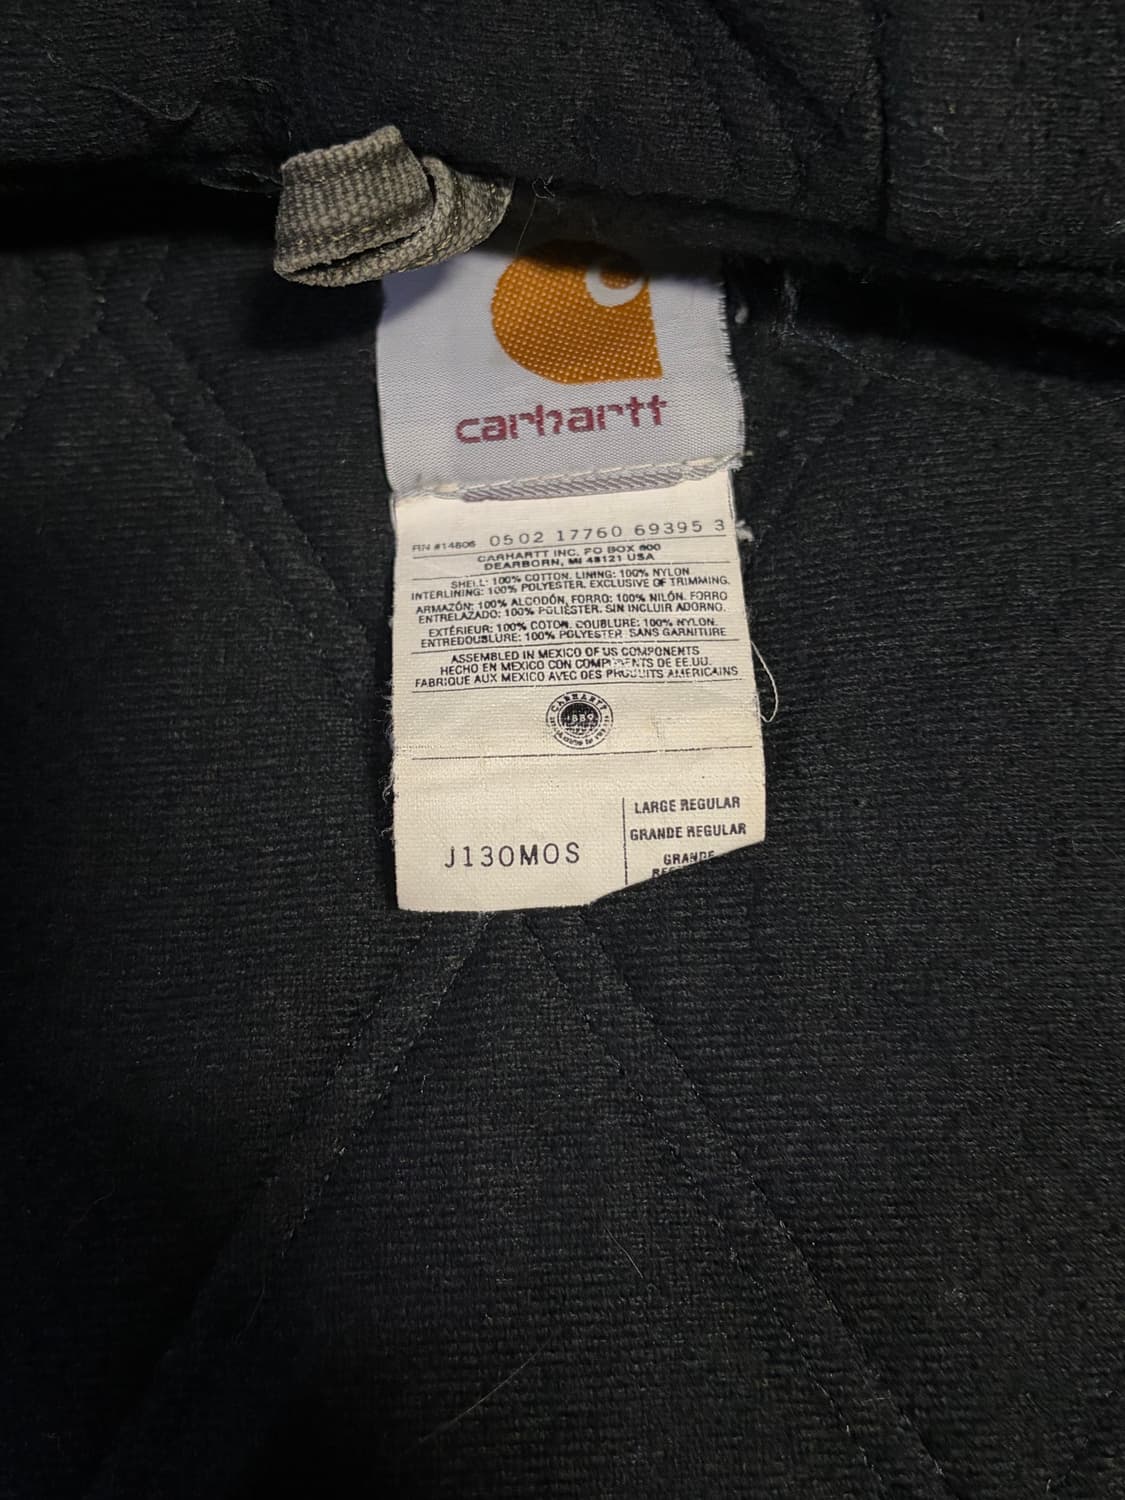 carhartt
RN #14806 0502 17760 69395 3
CARHARTT INC. PO BOX 600
DEARBORN, MI 48121 USA
SHELL: 100% COTTON. LINING: 100% NYLON
INTERLINING: 100% POLYESTER. EXCLUSIVE OF TRIMMING.
ARMAZÓN: 100% ALGODÓN, FORRO: 100% NILÓN. FORRO
ENTRELAZADO: 100% POLIÉSTER. SIN INCLUIR ADORNO.
EXTÉRIEUR: 100% COTON. DOUBLURE: 100% NYLON.
ENTREDOUBLURE: 100% POLYESTER SANS GARNITURE
ASSEMBLED IN MEXICO OF US COMPONENTS
HECHO EN MEXICO CON COMPONENTS DE EE.UU.
FABRIQUE AUX MEXICO AVEC DES PRODUITS AMERICAINS
CARHARTT
J130MOS
LARGE REGULAR
GRANDE REGULAR
GRANDE